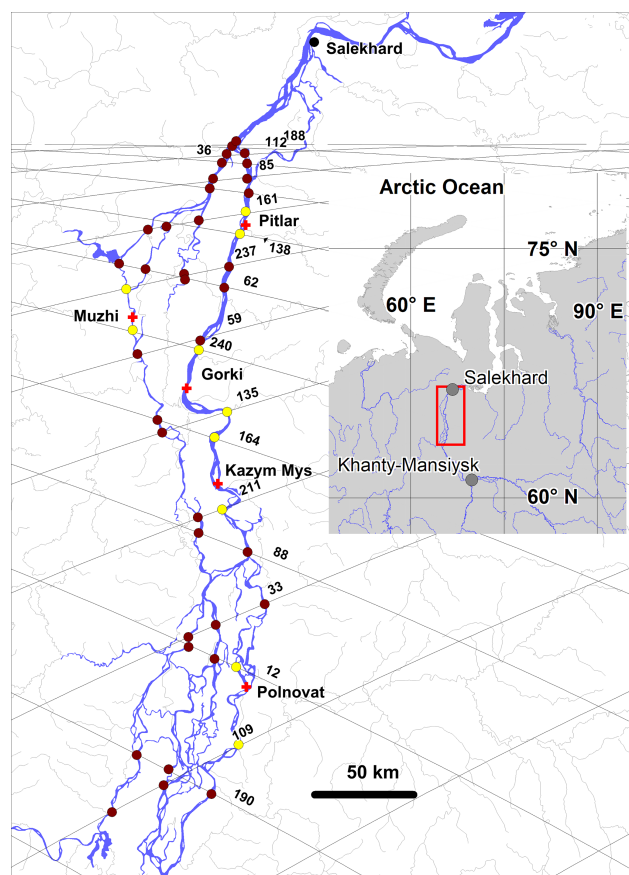 Salekhard
188
112
36
85
Arctic Ocean
161
Pitlar
75° N
138
237
62
60° E
90° E
Muzhi
59
240
Gorki
Salekhard
135
164
Khanty-Mansiysk
Kazym Mys
211
60° N
88
33
12
Polnovat
109
50 km
190